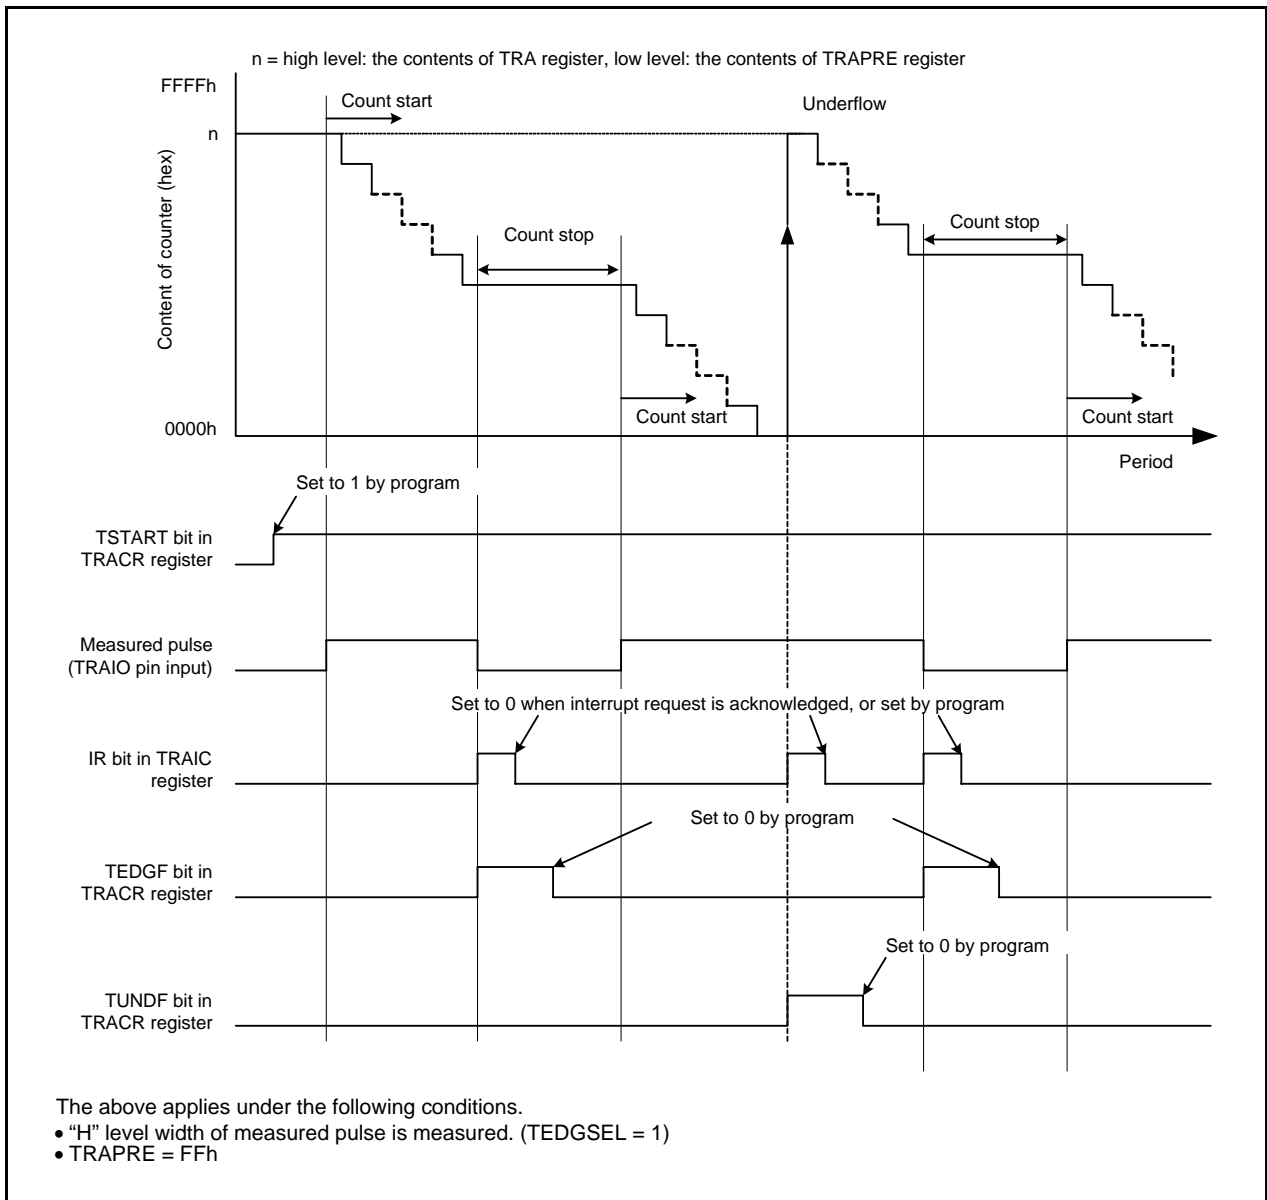 n = high level: the contents of TRA register, low level: the contents of TRAPRE register
FFFFh
Count start
Underflow
n
Content of counter (hex)
Count stop
Count stop
Count start
Count start
0000h
Period
Set to 1 by program
TSTART bit in
TRACR register
Measured pulse
(TRAIO pin input)
Set to 0 when interrupt request is acknowledged, or set by program
IR bit in TRAIC
register
Set to 0 by program
TEDGF bit in
TRACR register
Set to 0 by program
TUNDF bit in
TRACR register
The above applies under the following conditions.
• “H” level width of measured pulse is measured. (TEDGSEL = 1)
• TRAPRE = FFh